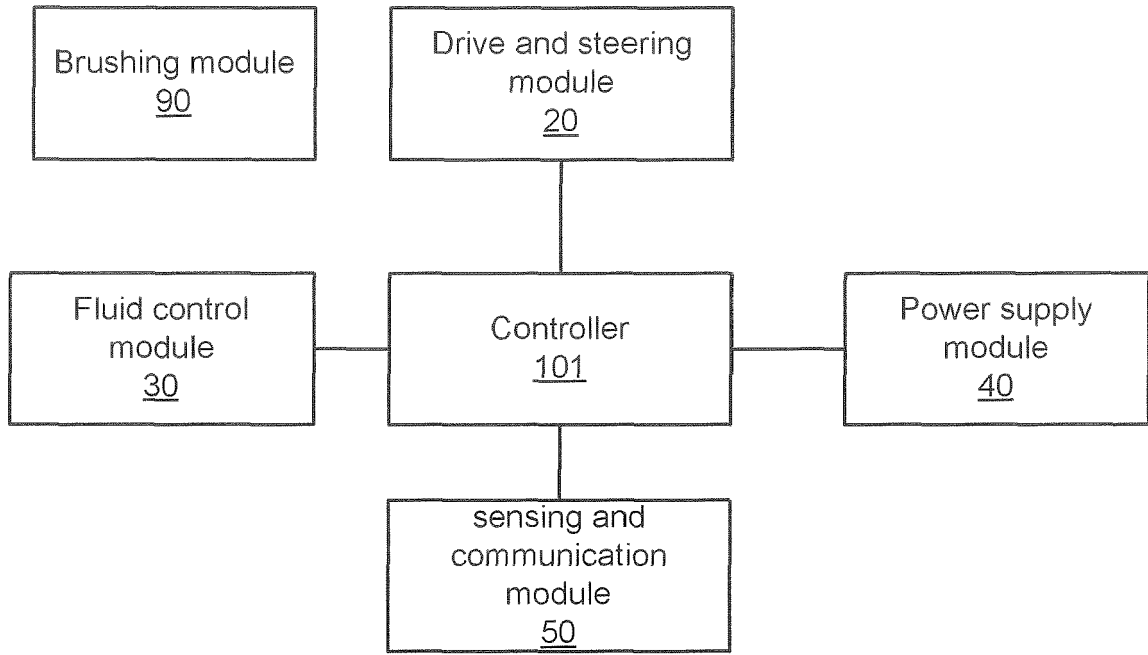 Brushing module
90
Drive and steering
module
20
Fluid control
module
30
Controller
101
Power supply
module
40
sensing and
communication
module
50